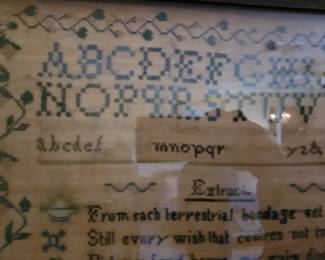 ABCDEFGHI
NOPQRSTUV
abcdef mnopqr yz&
Extract
From each terrestrial bondage set
Still every wish that centres not in